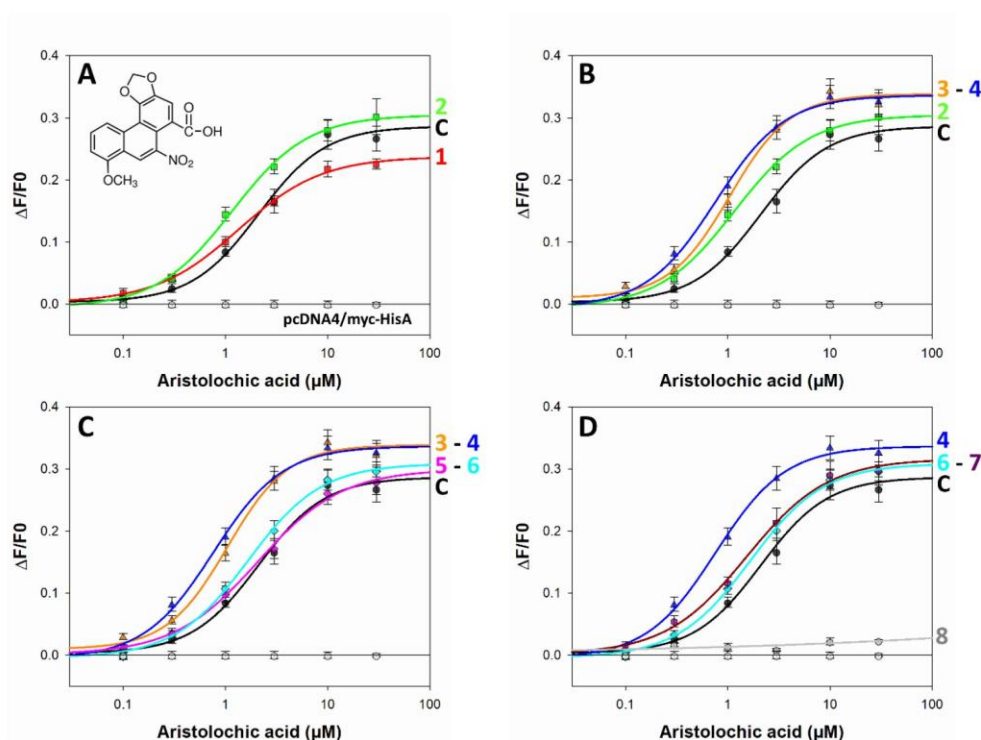 A
0.4
0.3
0.2
0.1
0.0
ΔF/F0
O
O
O
OH
NO₂
OCH₃
2
C
1
pcDNA4/myc-HisA
0.1 1 10 100
Aristolochic acid (µM)
B
0.4
0.3
0.2
0.1
0.0
ΔF/F0
3 - 4
2
C
0.1 1 10 100
Aristolochic acid (µM)
C
0.4
0.3
0.2
0.1
0.0
ΔF/F0
3 - 4
5 - 6
C
0.1 1 10 100
Aristolochic acid (µM)
D
0.4
0.3
0.2
0.1
0.0
ΔF/F0
4
6 - 7
C
8
0.1 1 10 100
Aristolochic acid (µM)